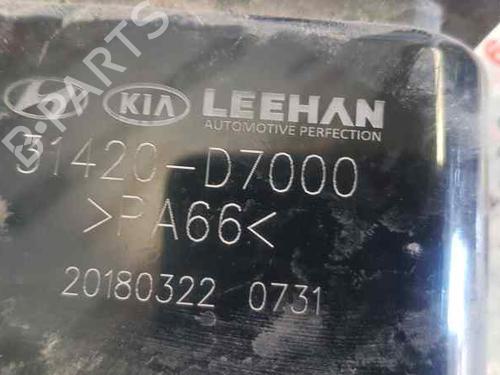 B-PARTS
KIA LEEHAN
AUTOMOTIVE PERFECTION
31420-D7000
>PA66<
20180322 0731